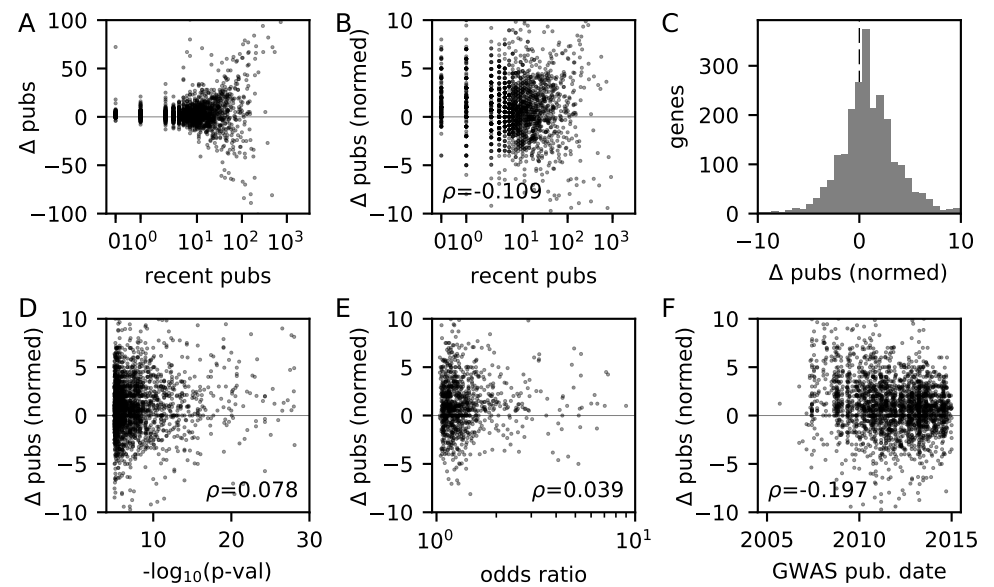 A
Δ pubs
100
50
0
−50
−100
0
10⁰
10¹
10²
10³
recent pubs
B
Δ pubs (normed)
10
5
0
−5
−10
ρ=-0.109
0
10⁰
10¹
10²
10³
recent pubs
C
genes
300
200
100
0
−10
0
10
Δ pubs (normed)
D
Δ pubs (normed)
10
5
0
−5
−10
ρ=0.078
10
20
30
-log₁₀(p-val)
E
Δ pubs (normed)
10
5
0
−5
−10
ρ=0.039
10⁰
10¹
odds ratio
F
Δ pubs (normed)
10
5
0
−5
−10
ρ=-0.197
2005
2010
2015
GWAS pub. date